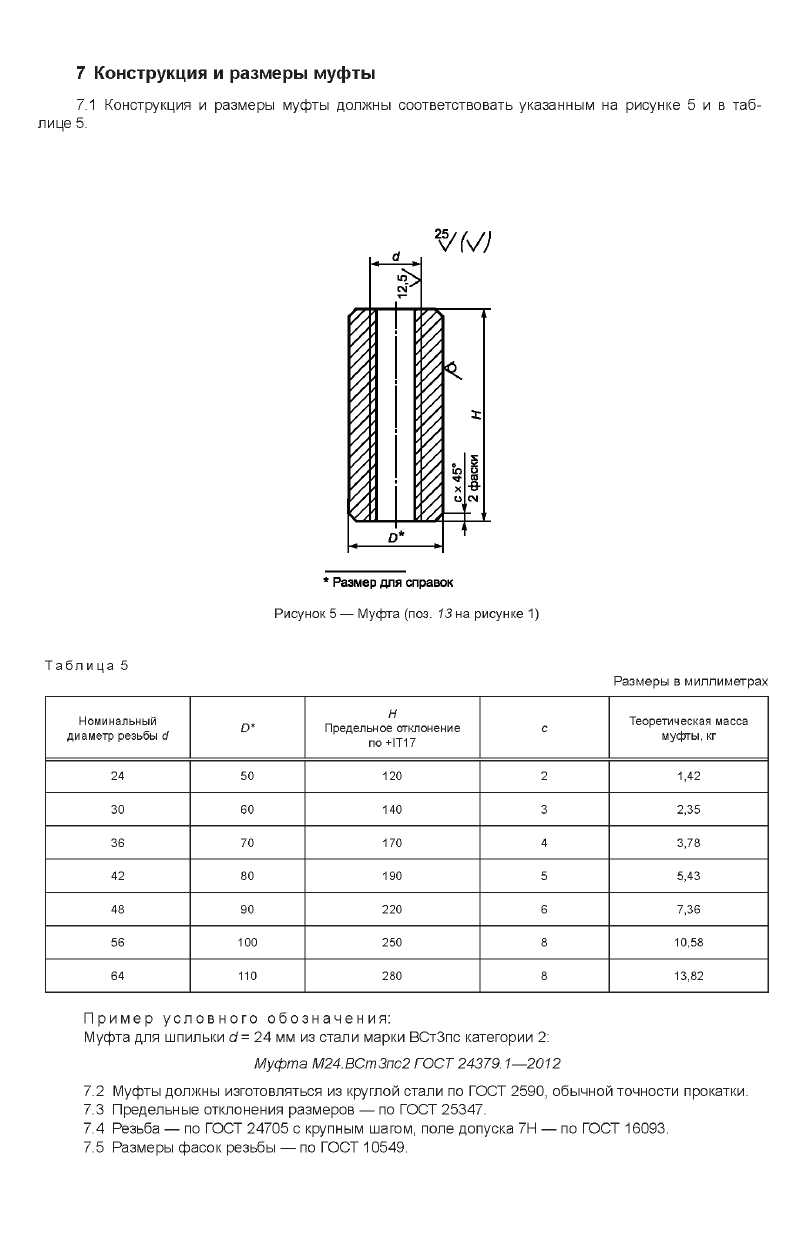 7 Конструкция и размеры муфты
7.1 Конструкция и размеры муфты должны соответствовать указанным на рисунке 5 и в таб-
лице 5.
25 (√)
d
12,5
H
c × 45°
2 фаски
D*
* Размер для справок
Рисунок 5 — Муфта (поз. 13 на рисунке 1)
Таблица 5
Размеры в миллиметрах
Номинальный диаметр резьбы d | D* | H Предельное отклонение по +IT17 | c | Теоретическая масса муфты, кг
24 | 50 | 120 | 2 | 1,42
30 | 60 | 140 | 3 | 2,35
36 | 70 | 170 | 4 | 3,78
42 | 80 | 190 | 5 | 5,43
48 | 90 | 220 | 6 | 7,36
56 | 100 | 250 | 8 | 10,58
64 | 110 | 280 | 8 | 13,82
Пример условного обозначения:
Муфта для шпильки d = 24 мм из стали марки ВСт3пс категории 2:
Муфта М24.ВСт3пс2 ГОСТ 24379.1—2012
7.2 Муфты должны изготовляться из круглой стали по ГОСТ 2590, обычной точности прокатки.
7.3 Предельные отклонения размеров — по ГОСТ 25347.
7.4 Резьба — по ГОСТ 24705 с крупным шагом, поле допуска 7Н — по ГОСТ 16093.
7.5 Размеры фасок резьбы — по ГОСТ 10549.